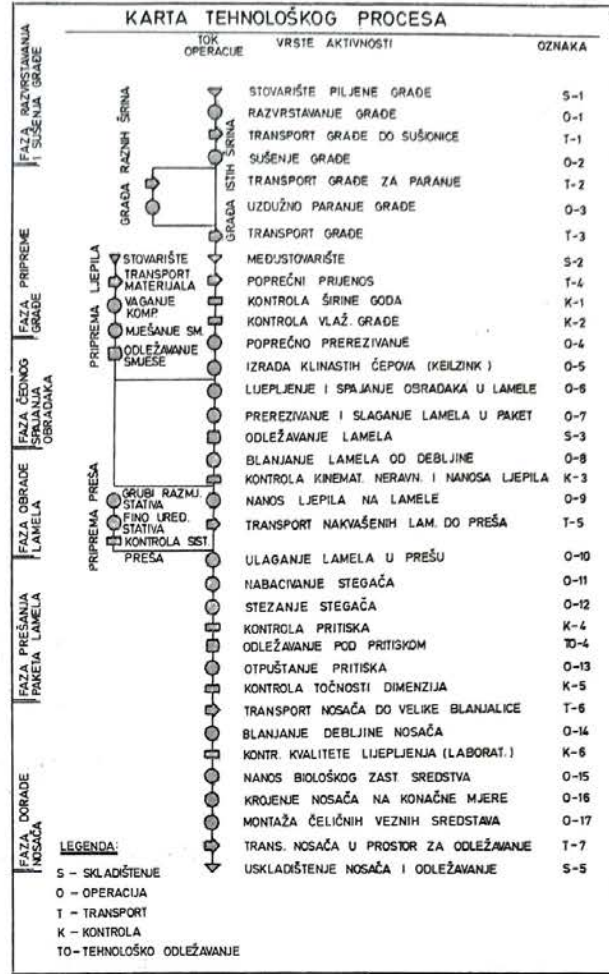 KARTA TEHNOLOŠKOG PROCESA
TOK OPERACIJE VRSTE AKTIVNOSTI OZNAKA
FAZA RAZVRSTAVANJA I SUŠENJA GRAĐE
STOVARIŠTE PILJENE GRAĐE S-1
RAZVRSTAVANJE GRAĐE O-1
TRANSPORT GRAĐE DO SUŠIONICE T-1
SUŠENJE GRAĐE O-2
GRAĐA RAZNIH ŠIRINA
GRAĐA ISTIH ŠIRINA
TRANSPORT GRAĐE ZA PARANJE T-2
UZDUŽNO PARANJE GRAĐE O-3
TRANSPORT GRAĐE T-3
FAZA PRIPREME GRAĐE
PRIPREMA LJEPILA
STOVARIŠTE
TRANSPORT MATERIJALA
VAGANJE KOMP.
MJEŠANJE SM.
ODLEŽAVANJE SMJESE
MEĐUSTOVARIŠTE S-2
POPREČNI PRIJENOS T-4
KONTROLA ŠIRINE GODA K-1
KONTROLA VLAŽ. GRAĐE K-2
POPREČNO PREREZIVANJE O-4
IZRADA KLINASTIH ČEPOVA (KEILZINK) O-5
FAZA ČEONOG SPAJANJA OBRADAKA
LIJEPLJENJE I SPAJANJE OBRADAKA U LAMELE O-6
PREREZIVANJE I SLAGANJE LAMELA U PAKET O-7
ODLEŽAVANJE LAMELA S-3
FAZA OBRADE LAMELA
BLANJANJE LAMELA OD DEBLJINE O-8
KONTROLA KINEMAT. NERAVN. I NANOSA LJEPILA K-3
PRIPREMA PREŠA
GRUBI RAZMJ. STATIVA
FINO URED. STATIVA
KONTROLA SIST.
PREŠA
NANOS LJEPILA NA LAMELE O-9
TRANSPORT NAKVAŠENIH LAM. DO PREŠA T-5
FAZA PREŠANJA PAKETA LAMELA
ULAGANJE LAMELA U PREŠU O-10
NABACIVANJE STEGAČA O-11
STEZANJE STEGAČA O-12
KONTROLA PRITISKA K-4
ODLEŽAVANJE POD PRITISKOM TO-4
OTPUŠTANJE PRITISKA O-13
KONTROLA TOČNOSTI DIMENZIJA K-5
FAZA DORADE NOSAČA
TRANSPORT NOSAČA DO VELIKE BLANJALICE T-6
BLANJANJE DEBLJINE NOSAČA O-14
KONTR. KVALITETE LIJEPLJENJA (LABORAT.) K-6
NANOS BIOLOŠKOG ZAST. SREDSTVA O-15
KROJENJE NOSAČA NA KONAČNE MJERE O-16
MONTAŽA ČELIČNIH VEZNIH SREDSTAVA O-17
TRANS. NOSAČA U PROSTOR ZA ODLEŽAVANJE T-7
USKLADIŠTENJE NOSAČA I ODLEŽAVANJE S-5
LEGENDA:
S - SKLADIŠTENJE
O - OPERACIJA
T - TRANSPORT
K - KONTROLA
TO-TEHNOLOŠKO ODLEŽAVANJE